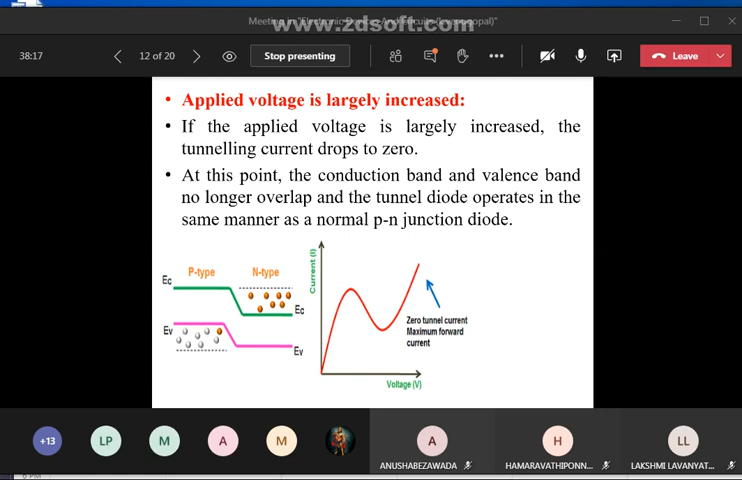 www.2dsoft.com
38:17
12 of 20
Stop presenting
Leave
Applied voltage is largely increased:
If the applied voltage is largely increased, the
tunnelling current drops to zero.
At this point, the conduction band and valence band
no longer overlap and the tunnel diode operates in the
same manner as a normal p-n junction diode.
P-type
N-type
Ec
Ec
Ev
Ev
Current (I)
Zero tunnel current
Maximum forward
current
Voltage (V)
+13
LP
M
A
M
A
H
LL
ANUSHABEZAWADA
HAMARAVATHIPONN...
LAKSHMI LAVANYAT...